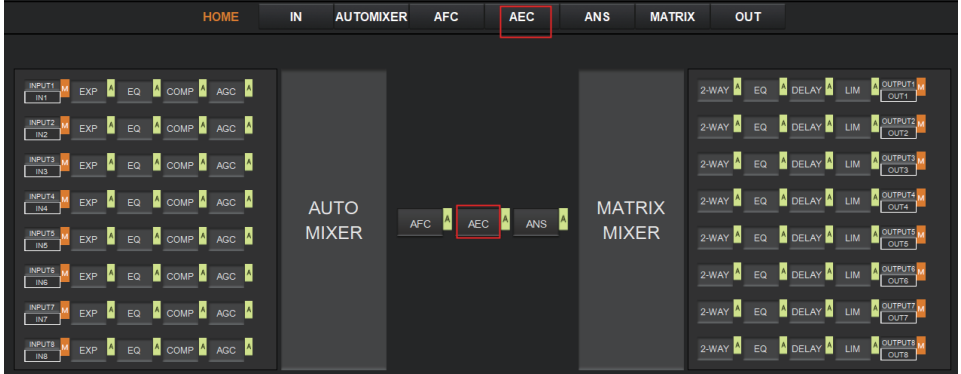 HOME IN AUTOMIXER AFC AEC ANS MATRIX OUT
INPUT1 M EXP A EQ A COMP A AGC A
IN1
INPUT2 M EXP A EQ A COMP A AGC A
IN2
INPUT3 M EXP A EQ A COMP A AGC A
IN3
INPUT4 M EXP A EQ A COMP A AGC A
IN4
INPUT5 M EXP A EQ A COMP A AGC A
IN5
INPUT6 M EXP A EQ A COMP A AGC A
IN6
INPUT7 M EXP A EQ A COMP A AGC A
IN7
INPUT8 M EXP A EQ A COMP A AGC A
IN8
AUTO
MIXER
AFC A AEC A ANS A
MATRIX
MIXER
2-WAY A EQ A DELAY A LIM A OUTPUT1 M
OUT1
2-WAY A EQ A DELAY A LIM A OUTPUT2 M
OUT2
2-WAY A EQ A DELAY A LIM A OUTPUT3 M
OUT3
2-WAY A EQ A DELAY A LIM A OUTPUT4 M
OUT4
2-WAY A EQ A DELAY A LIM A OUTPUT5 M
OUT5
2-WAY A EQ A DELAY A LIM A OUTPUT6 M
OUT6
2-WAY A EQ A DELAY A LIM A OUTPUT7 M
OUT7
2-WAY A EQ A DELAY A LIM A OUTPUT8 M
OUT8